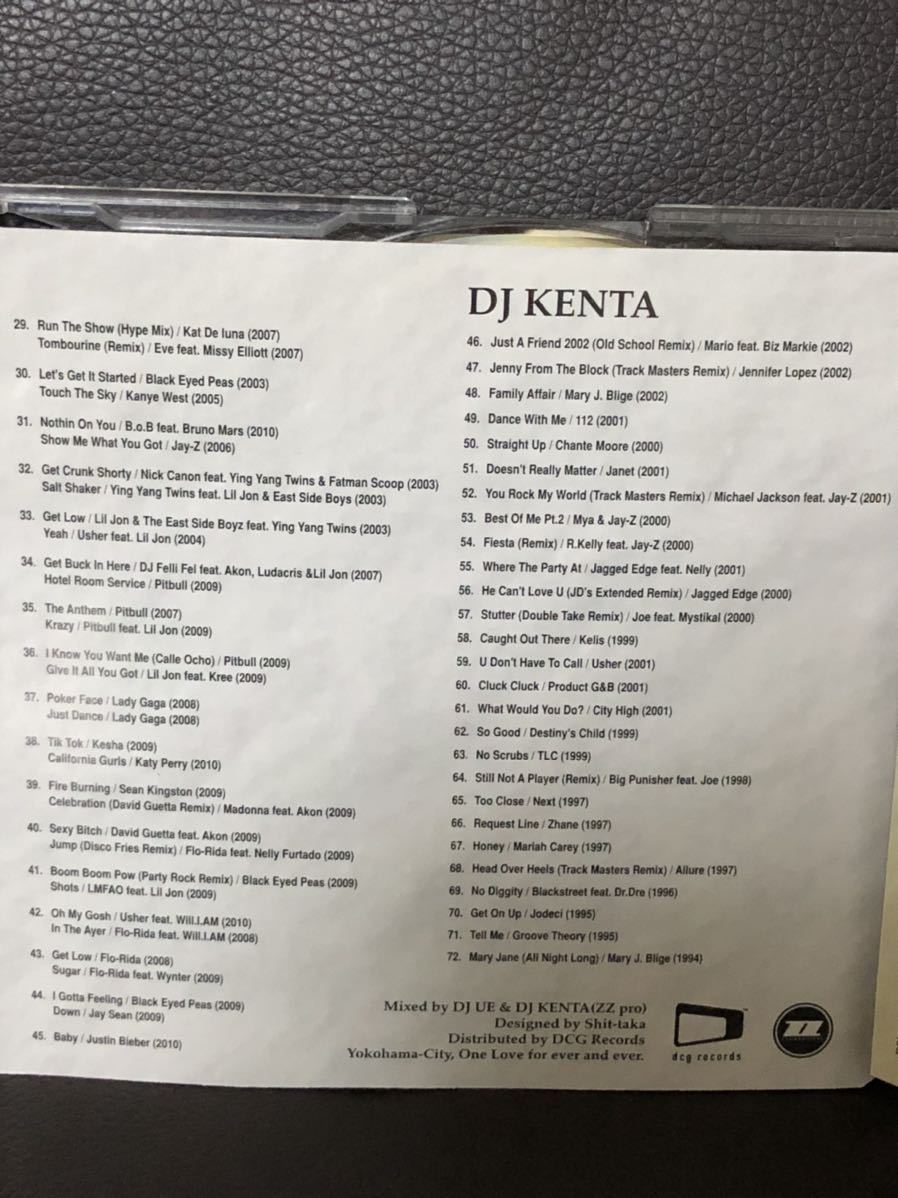 29. Run The Show (Hype Mix) / Kat De luna (2007)
Tombourine (Remix) / Eve feat. Missy Elliott (2007)
30. Let's Get It Started / Black Eyed Peas (2003)
Touch The Sky / Kanye West (2005)
31. Nothin On You / B.o.B feat. Bruno Mars (2010)
Show Me What You Got / Jay-Z (2006)
32. Get Crunk Shorty / Nick Canon feat. Ying Yang Twins & Fatman Scoop (2003)
Salt Shaker / Ying Yang Twins feat. Lil Jon & East Side Boys (2003)
33. Get Low / Lil Jon & The East Side Boyz feat. Ying Yang Twins (2003)
Yeah / Usher feat. Lil Jon (2004)
34. Get Buck In Here / DJ Felli Fel feat. Akon, Ludacris &Lil Jon (2007)
Hotel Room Service / Pitbull (2009)
35. The Anthem / Pitbull (2007)
Krazy / Pitbull feat. Lil Jon (2009)
36. I Know You Want Me (Calle Ocho) / Pitbull (2009)
Give It All You Got / Lil Jon feat. Kree (2009)
37. Poker Face / Lady Gaga (2008)
Just Dance / Lady Gaga (2008)
38. Tik Tok / Kesha (2009)
California Gurls / Katy Perry (2010)
39. Fire Burning / Sean Kingston (2009)
Celebration (David Guetta Remix) / Madonna feat. Akon (2009)
40. Sexy Bitch / David Guetta feat. Akon (2009)
Jump (Disco Fries Remix) / Flo-Rida feat. Nelly Furtado (2009)
41. Boom Boom Pow (Party Rock Remix) / Black Eyed Peas (2009)
Shots / LMFAO feat. Lil Jon (2009)
42. Oh My Gosh / Usher feat. Will.I.AM (2010)
In The Ayer / Flo-Rida feat. Will.I.AM (2008)
43. Get Low / Flo-Rida (2008)
Sugar / Flo-Rida feat. Wynter (2009)
44. I Gotta Feeling / Black Eyed Peas (2009)
Down / Jay Sean (2009)
45. Baby / Justin Bieber (2010)
DJ KENTA
46. Just A Friend 2002 (Old School Remix) / Mario feat. Biz Markie (2002)
47. Jenny From The Block (Track Masters Remix) / Jennifer Lopez (2002)
48. Family Affair / Mary J. Blige (2002)
49. Dance With Me / 112 (2001)
50. Straight Up / Chante Moore (2000)
51. Doesn't Really Matter / Janet (2001)
52. You Rock My World (Track Masters Remix) / Michael Jackson feat. Jay-Z (2001)
53. Best Of Me Pt.2 / Mya & Jay-Z (2000)
54. Fiesta (Remix) / R.Kelly feat. Jay-Z (2000)
55. Where The Party At / Jagged Edge feat. Nelly (2001)
56. He Can't Love U (JD's Extended Remix) / Jagged Edge (2000)
57. Stutter (Double Take Remix) / Joe feat. Mystikal (2000)
58. Caught Out There / Kelis (1999)
59. U Don't Have To Call / Usher (2001)
60. Cluck Cluck / Product G&B (2001)
61. What Would You Do? / City High (2001)
62. So Good / Destiny's Child (1999)
63. No Scrubs / TLC (1999)
64. Still Not A Player (Remix) / Big Punisher feat. Joe (1998)
65. Too Close / Next (1997)
66. Request Line / Zhane (1997)
67. Honey / Mariah Carey (1997)
68. Head Over Heels (Track Masters Remix) / Allure (1997)
69. No Diggity / Blackstreet feat. Dr.Dre (1996)
70. Get On Up / Jodeci (1995)
71. Tell Me / Groove Theory (1995)
72. Mary Jane (All Night Long) / Mary J. Blige (1994)
Mixed by DJ UE & DJ KENTA(ZZ pro)
Designed by Shit-taka
Distributed by DCG Records
Yokohama-City, One Love for ever and ever.
dcg records
ZZ